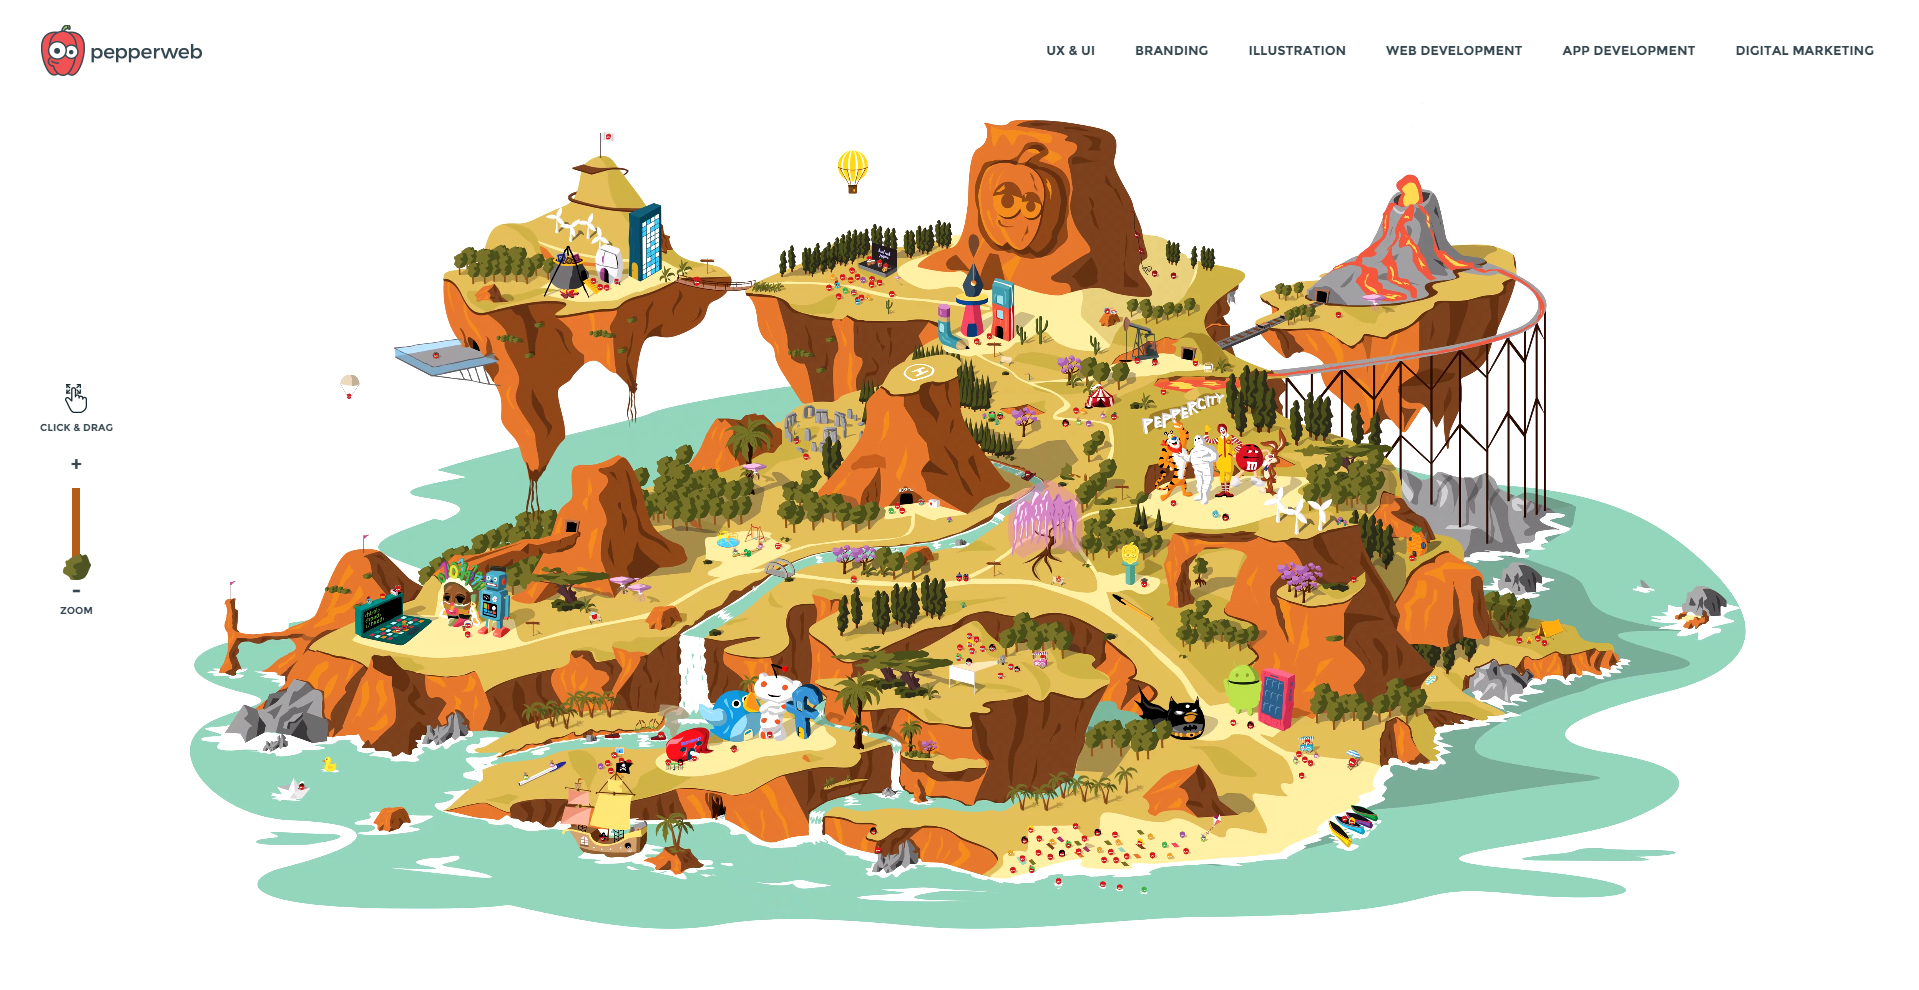 pepperweb
UX & UI
BRANDING
ILLUSTRATION
WEB DEVELOPMENT
APP DEVELOPMENT
DIGITAL MARKETING
PEPPERCITY
H
m
CLICK & DRAG
+
-
ZOOM